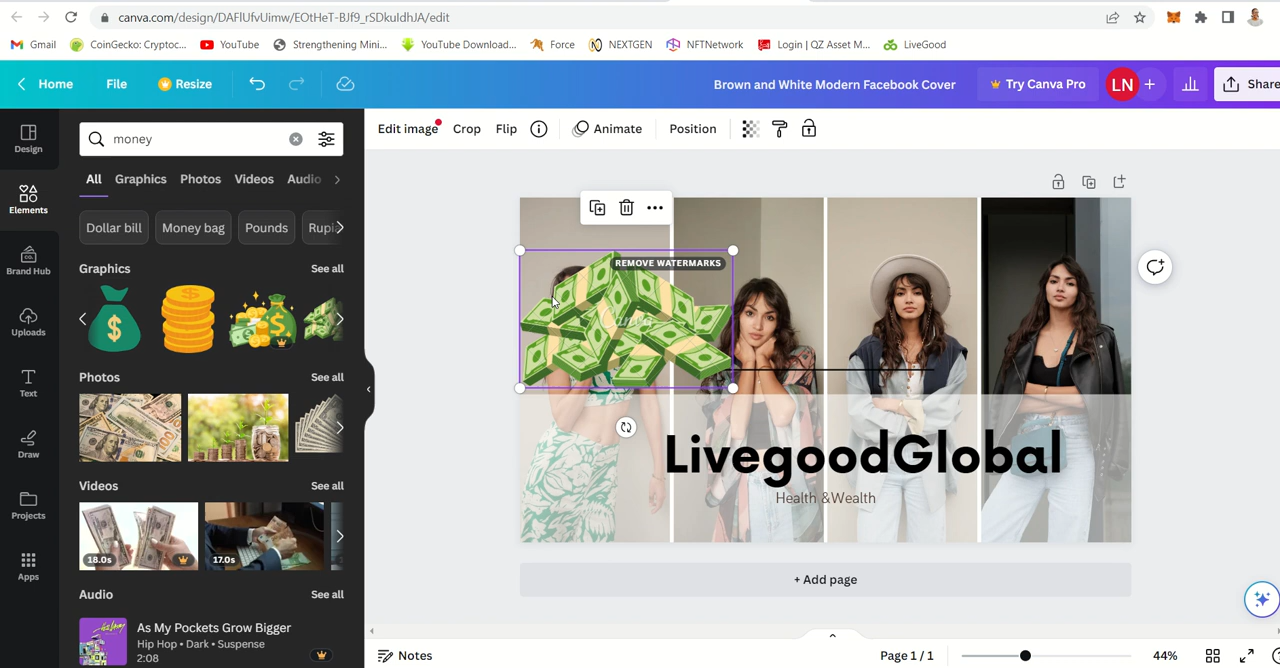 canva.com/design/DAFlUfvUimw/EOtHeT-BJf9_rSDkuIdhJA/edit
Gmail CoinGecko: Cryptoc... YouTube Strengthening Mini... YouTube Download... Force NEXTGEN NFTNetwork Login | QZ Asset M... LiveGood
Home File Resize Brown and White Modern Facebook Cover Try Canva Pro LN + Share
Design
Elements
Brand Hub
Uploads
Text
Draw
Projects
Apps
money
All Graphics Photos Videos Audio
Dollar bill Money bag Pounds Rupi
Graphics See all
Photos See all
Videos See all
18.0s 17.0s
Audio See all
As My Pockets Grow Bigger
Hip Hop • Dark • Suspense
2:08
Edit image Crop Flip Animate Position
REMOVE WATERMARKS
Canva
LivegoodGlobal
Health &Wealth
+ Add page
Notes Page 1 / 1 44%